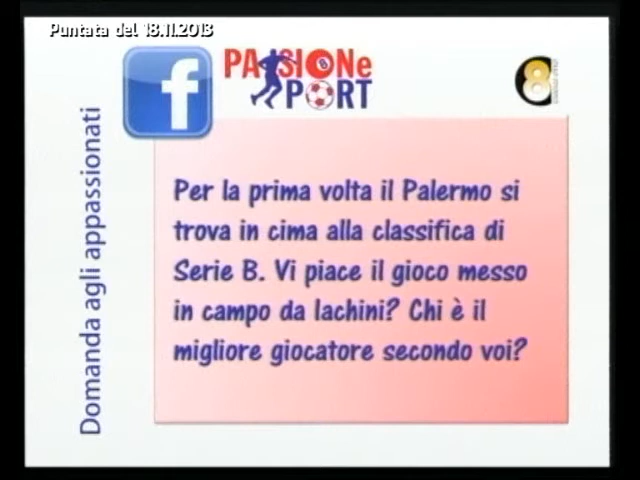 Puntata del 18.11.2013
PASSIONe
SPORT
8
Domanda agli appassionati
Per la prima volta il Palermo si
trova in cima alla classifica di
Serie B. Vi piace il gioco messo
in campo da Iachini? Chi è il
migliore giocatore secondo voi?